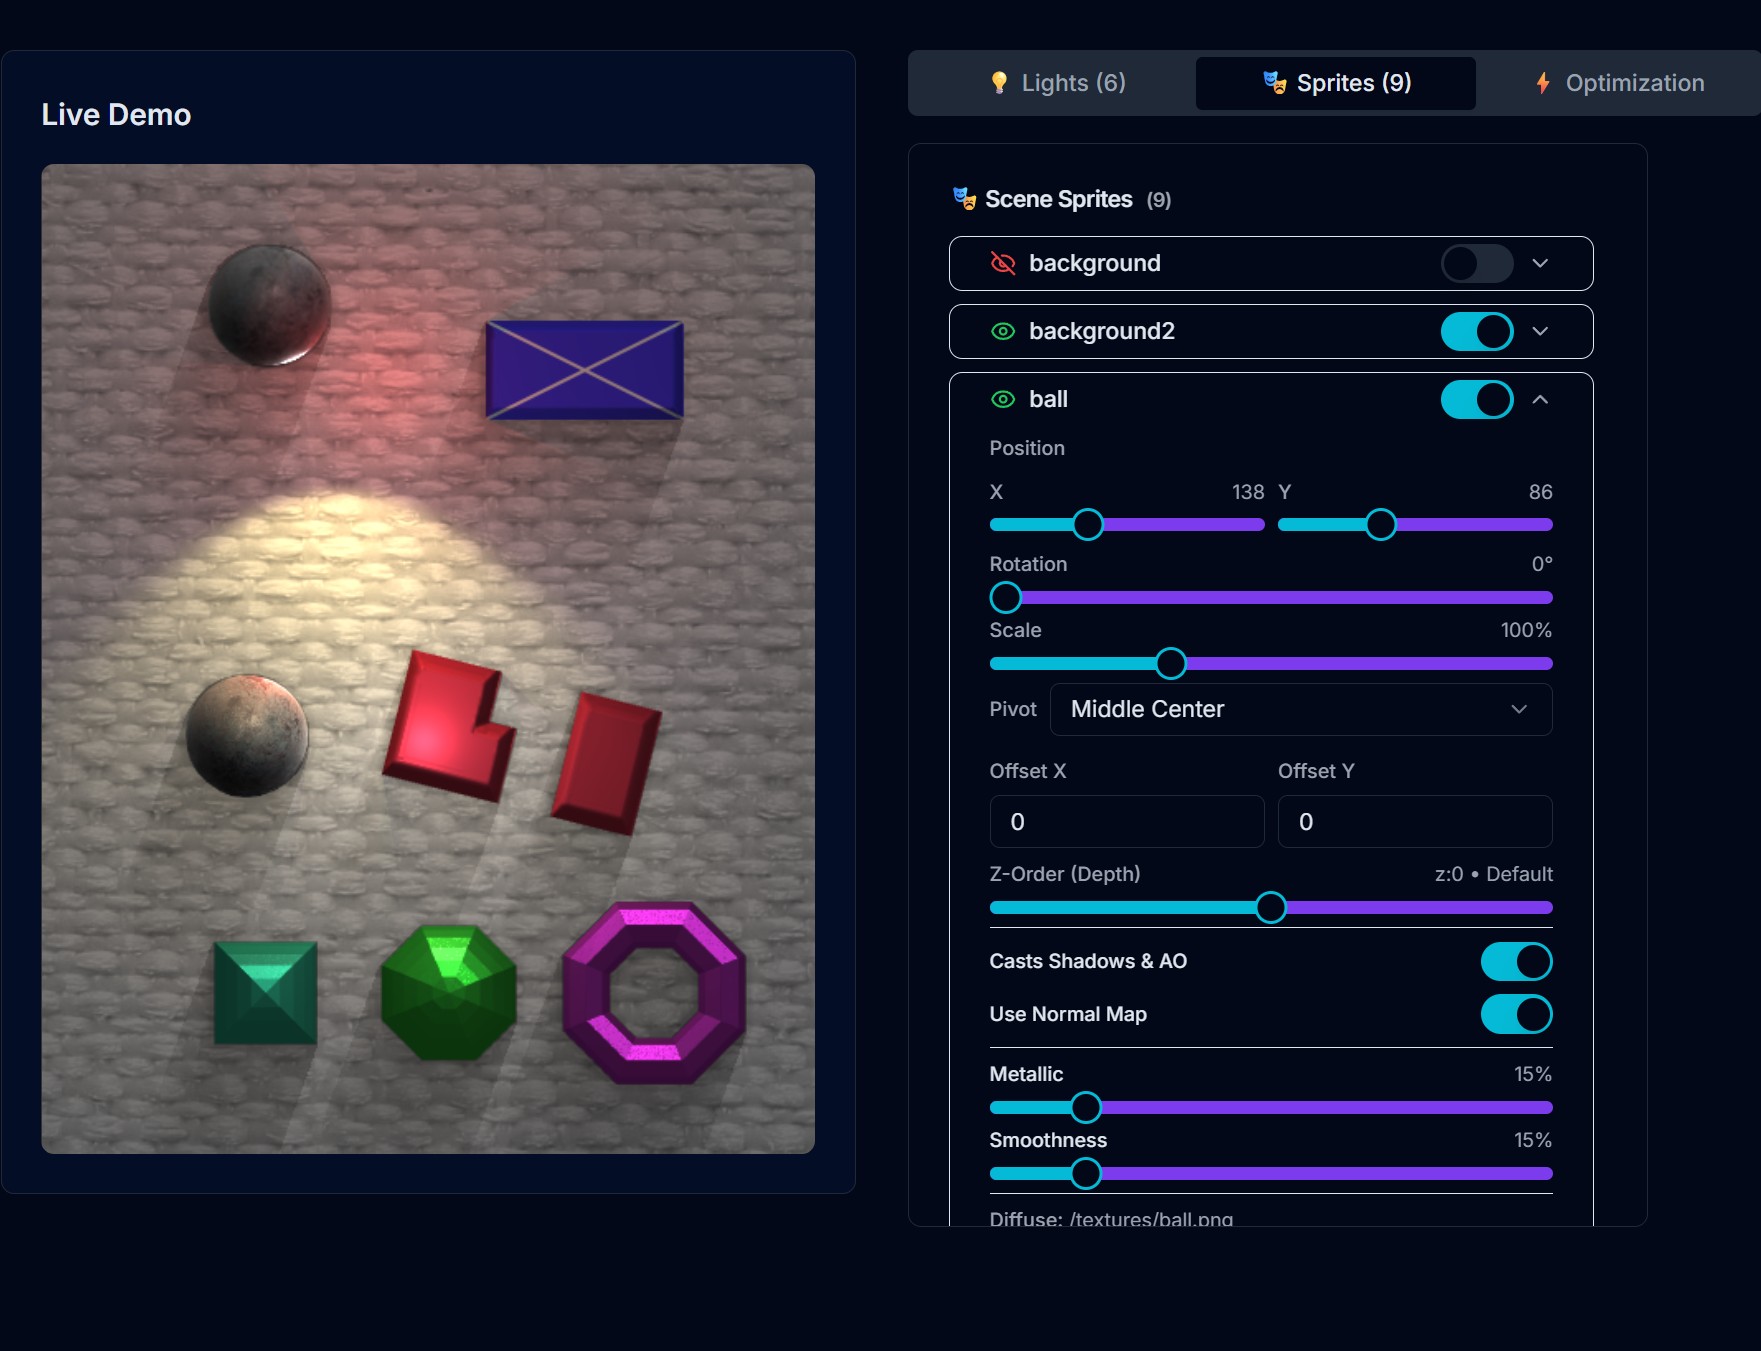 Live Demo
Lights (6)
Sprites (9)
Optimization
Scene Sprites (9)
background
background2
ball
Position
X 138 Y 86
Rotation 0°
Scale 100%
Pivot Middle Center
Offset X Offset Y
0 0
Z-Order (Depth) z:0 • Default
Casts Shadows & AO
Use Normal Map
Metallic 15%
Smoothness 15%
Diffuse: /textures/ball.png